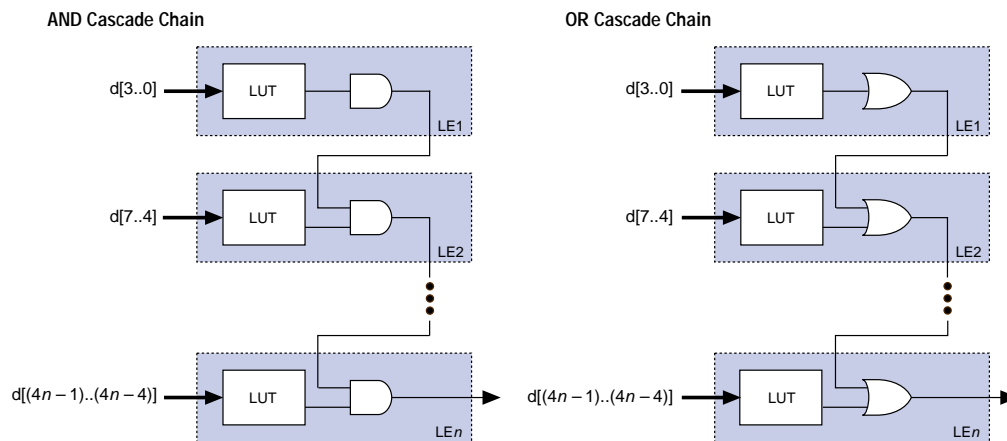 AND Cascade Chain
d[3..0]
LUT
LE1
d[7..4]
LUT
LE2
d[(4n – 1)..(4n – 4)]
LUT
LEn
OR Cascade Chain
d[3..0]
LUT
LE1
d[7..4]
LUT
LE2
d[(4n – 1)..(4n – 4)]
LUT
LEn